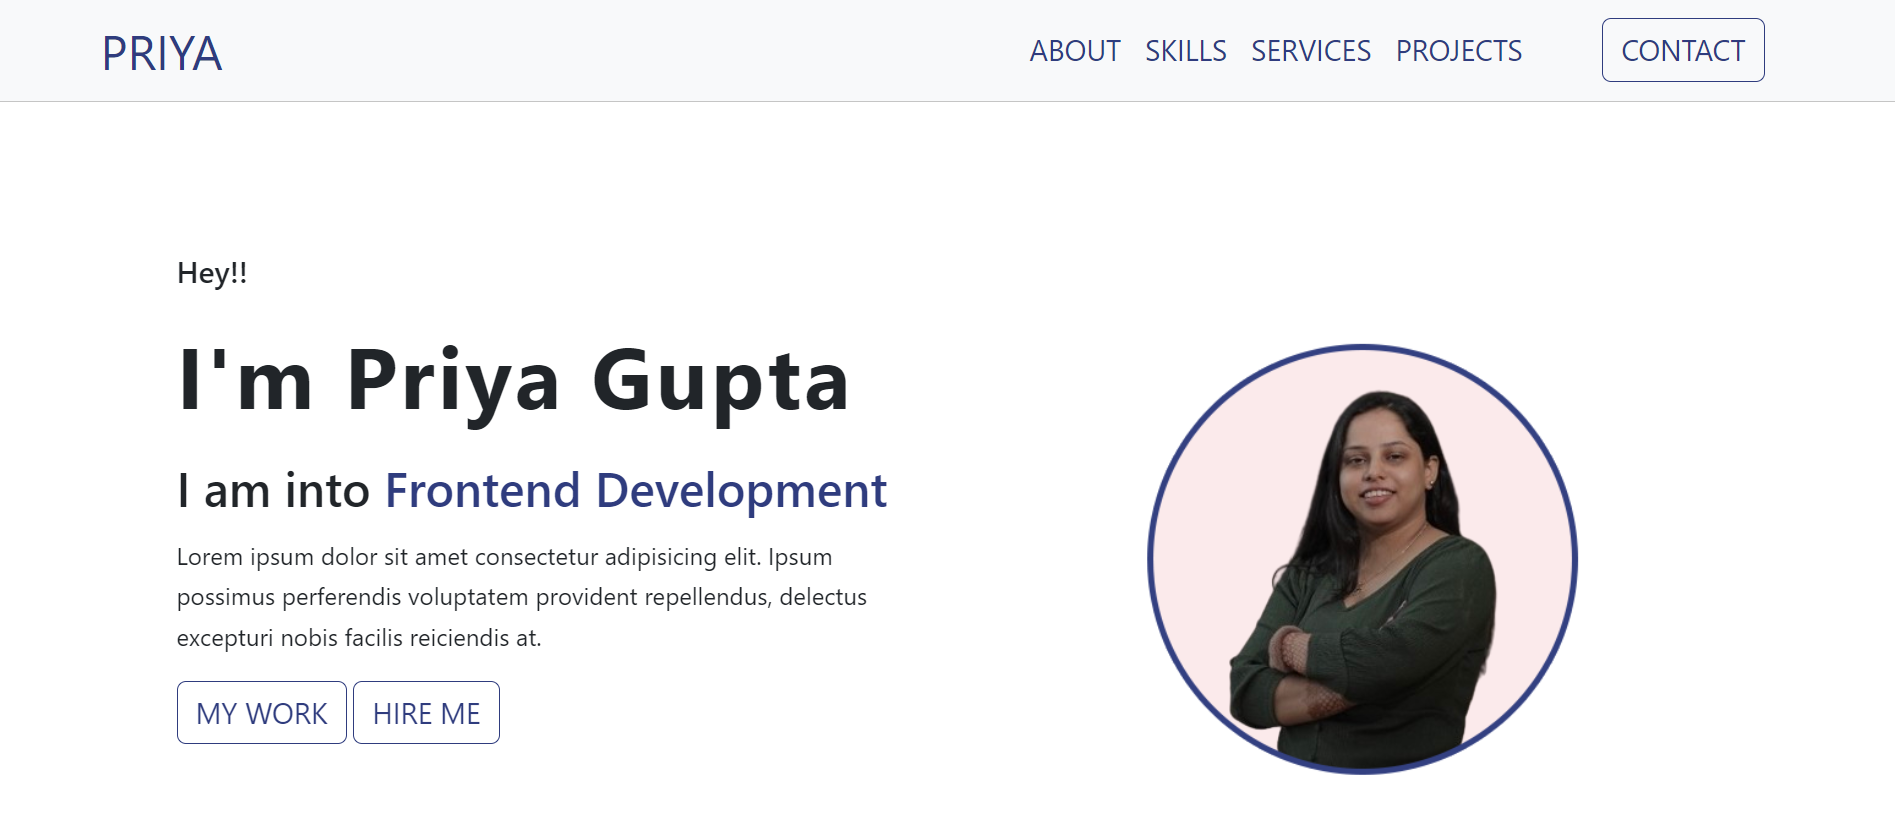 PRIYA
ABOUT SKILLS SERVICES PROJECTS CONTACT
Hey!!
I'm Priya Gupta
I am into Frontend Development
Lorem ipsum dolor sit amet consectetur adipisicing elit. Ipsum
possimus perferendis voluptatem provident repellendus, delectus
excepturi nobis facilis reiciendis at.
MY WORK HIRE ME